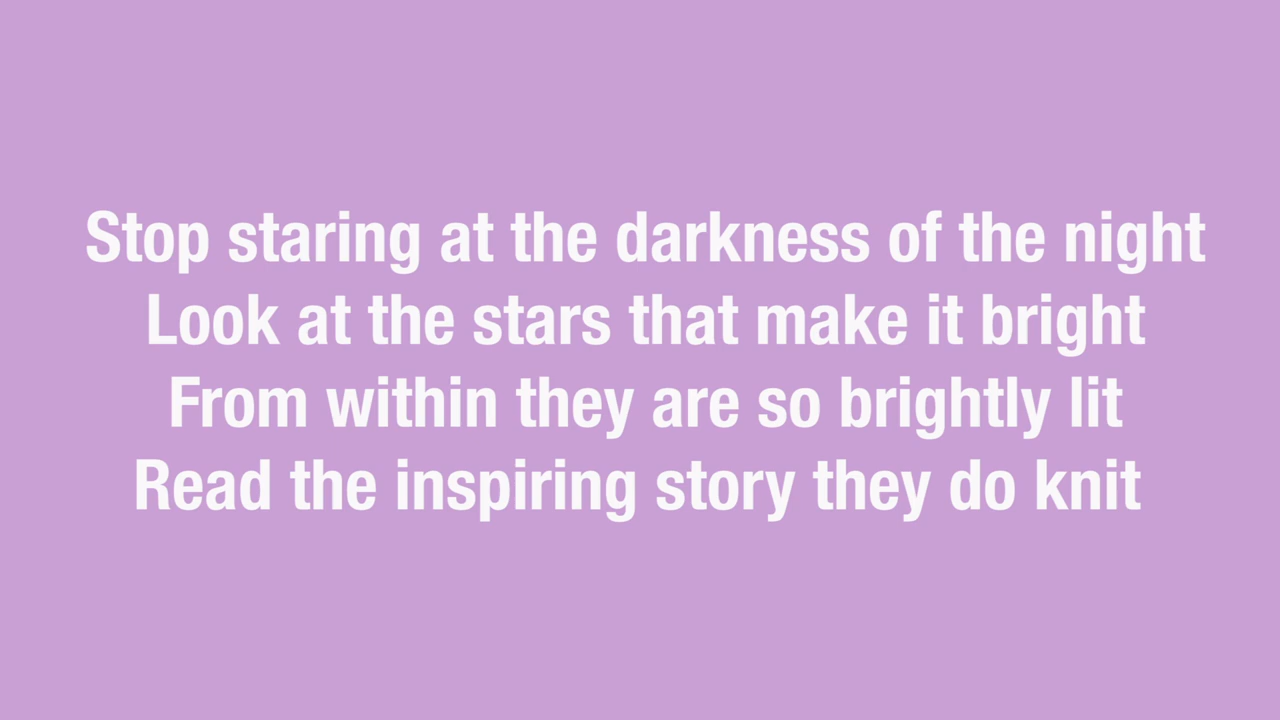 Stop staring at the darkness of the night
Look at the stars that make it bright
From within they are so brightly lit
Read the inspiring story they do knit